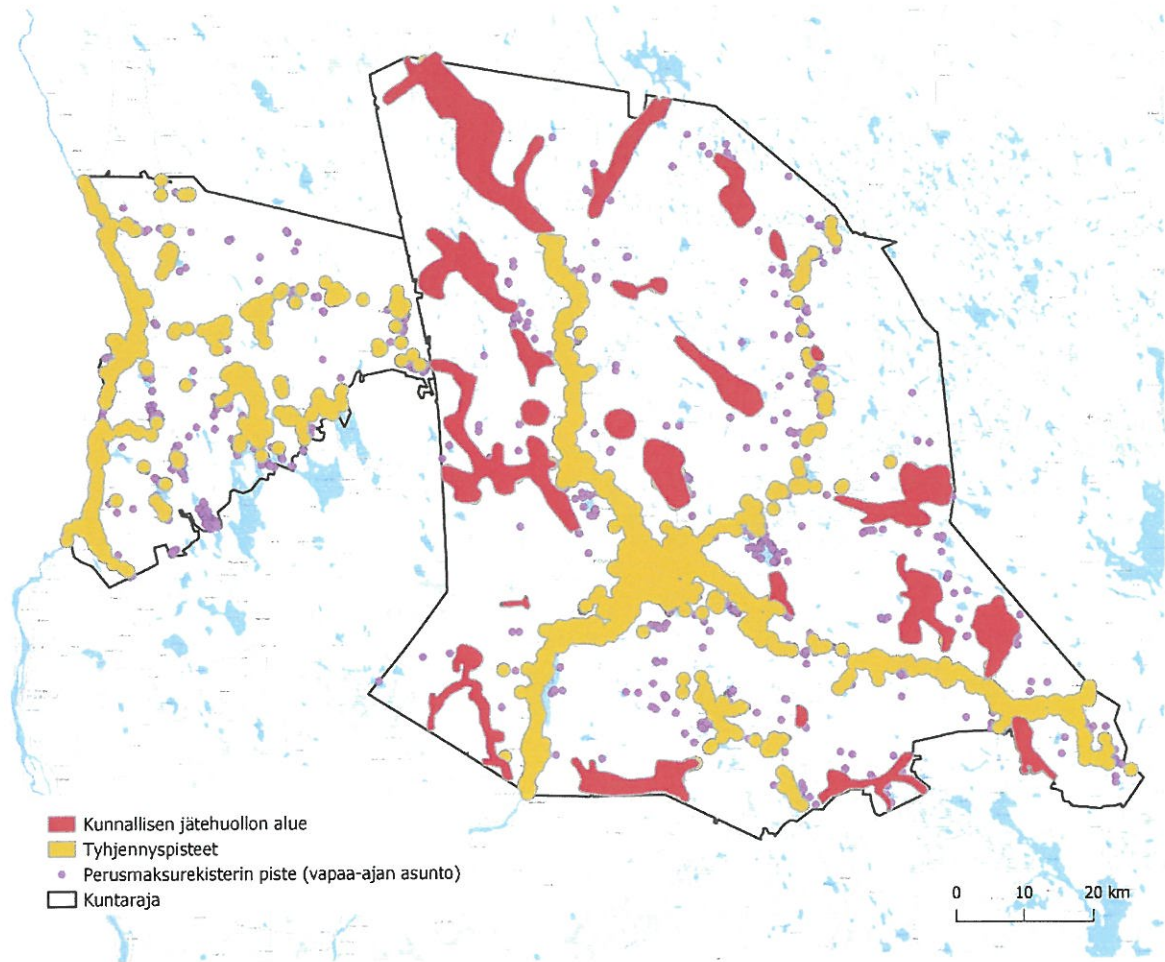 Kunnallisen jätehuollon alue
Tyhjennyspisteet
Perusmaksurekisterin piste (vapaa-ajan asunto)
Kuntaraja
0 10 20 km